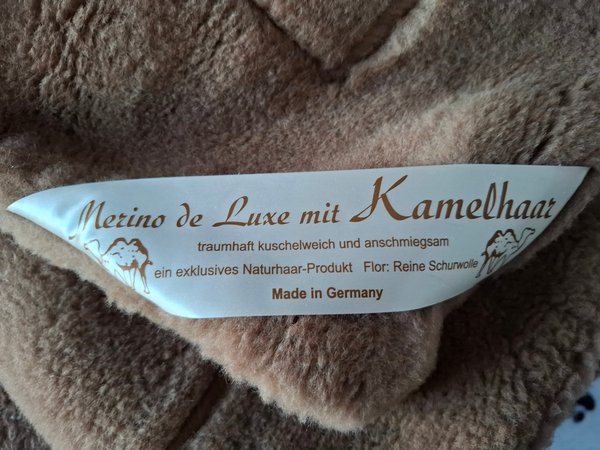 Merino de Luxe mit Kamelhaar
traumhaft kuschelweich und anschmiegsam
ein exklusives Naturhaar-Produkt Flor: Reine Schurwolle
Made in Germany